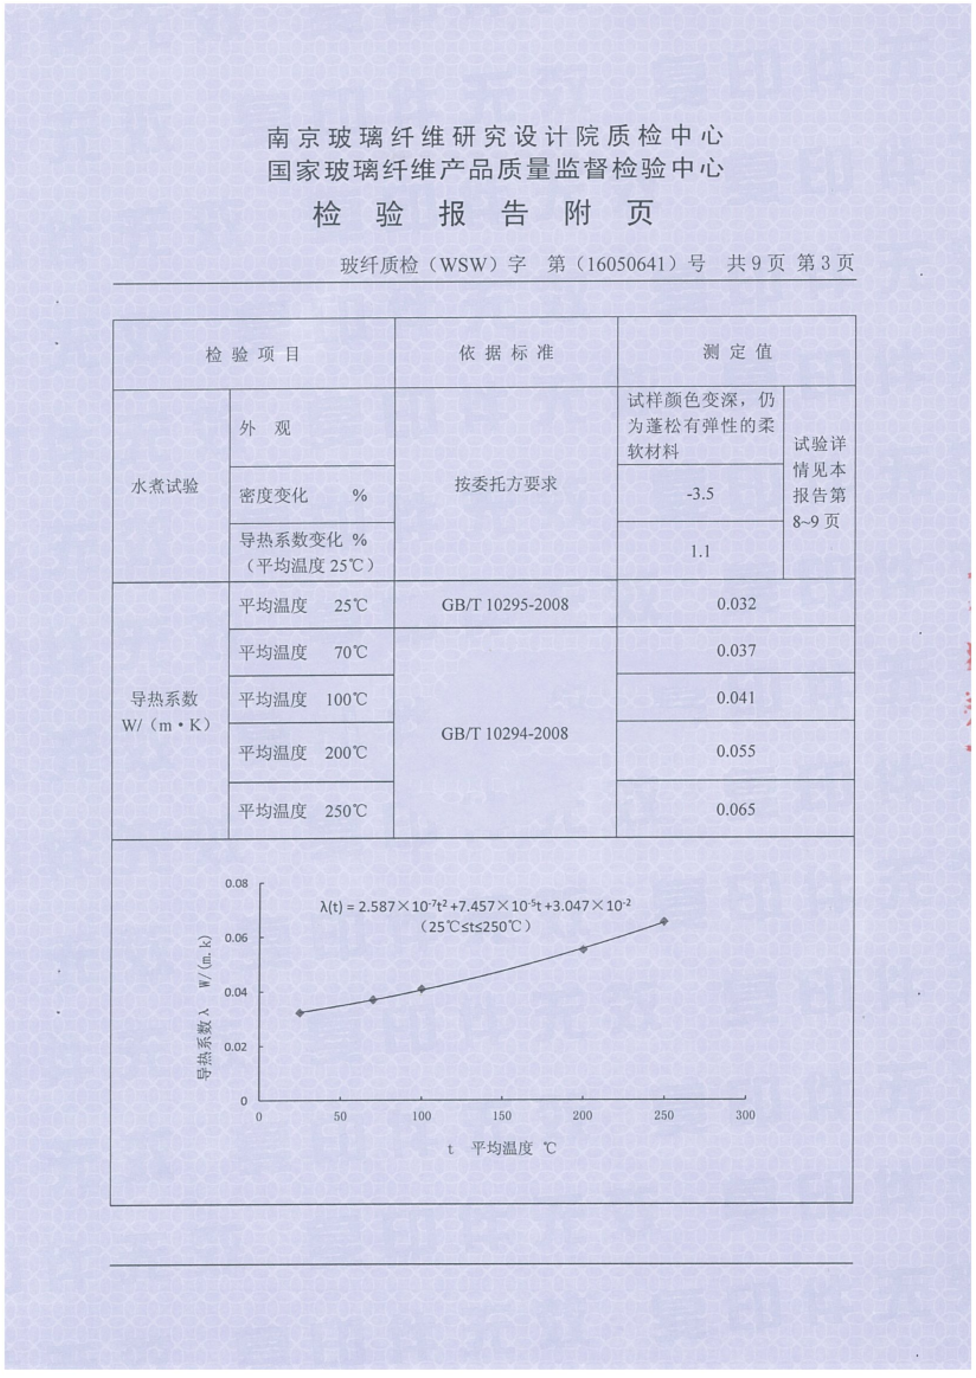 南京玻璃纤维研究设计院质检中心
国家玻璃纤维产品质量监督检验中心
检 验 报 告 附 页
玻纤质检（WSW）字 第（16050641）号 共9页 第3页
检 验 项 目 依 据 标 准 测 定 值
水煮试验
外 观
按委托方要求
试样颜色变深，仍
为蓬松有弹性的柔
软材料
试验详
情见本
报告第
8~9 页
密度变化 %
-3.5
导热系数变化 %
（平均温度 25℃）
1.1
导热系数
W/（m·K）
平均温度 25℃ GB/T 10295-2008 0.032
平均温度 70℃ 0.037
平均温度 100℃ 0.041
GB/T 10294-2008
平均温度 200℃ 0.055
平均温度 250℃ 0.065
λ(t) = 2.587×10⁻⁷t² +7.457×10⁻⁵t +3.047×10⁻²
（25℃≤t≤250℃）
导热系数 λ W/(m.k)
0.08
0.06
0.04
0.02
0
0 50 100 150 200 250 300
t 平均温度 ℃